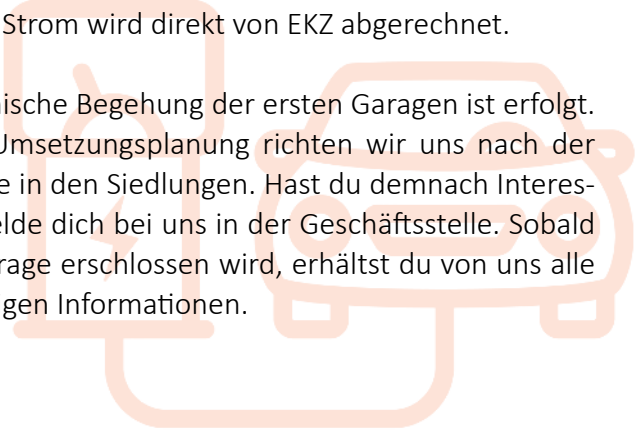 Strom wird direkt von EKZ abgerechnet.
ische Begehung der ersten Garagen ist erfolgt.
Umsetzungsplanung richten wir uns nach der
e in den Siedlungen. Hast du demnach Interes-
elde dich bei uns in der Geschäftsstelle. Sobald
rage erschlossen wird, erhältst du von uns alle
gen Informationen.